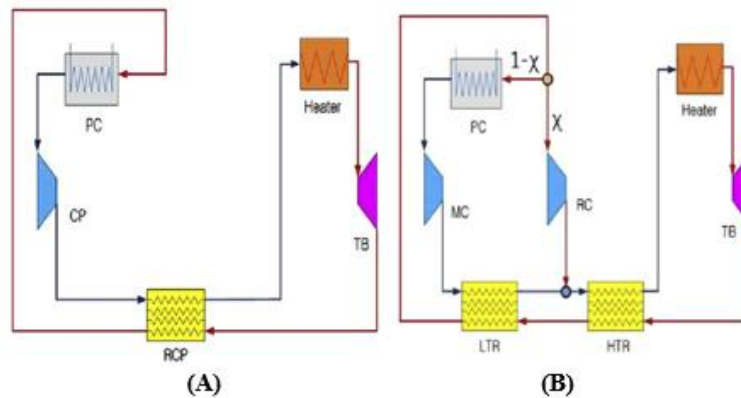 PC
CP
Heater
TB
RCP
(A)
1-χ
PC
χ
MC
RC
Heater
TB
LTR
HTR
(B)